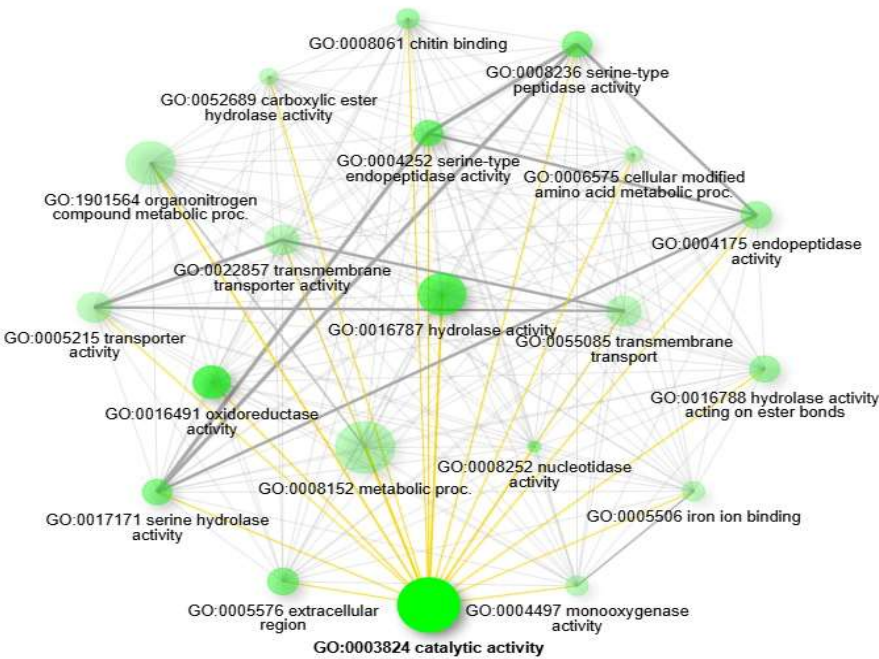 GO:0008061 chitin binding
GO:0008236 serine-type
peptidase activity
GO:0052689 carboxylic ester
hydrolase activity
GO:0004252 serine-type
endopeptidase activity
GO:0006575 cellular modified
amino acid metabolic proc.
GO:1901564 organonitrogen
compound metabolic proc.
GO:0004175 endopeptidase
activity
GO:0022857 transmembrane
transporter activity
GO:0005215 transporter
activity
GO:0016787 hydrolase activity
GO:0055085 transmembrane
transport
GO:0016491 oxidoreductase
activity
GO:0016788 hydrolase activity
acting on ester bonds
GO:0008152 metabolic proc.
GO:0008252 nucleotidase
activity
GO:0017171 serine hydrolase
activity
GO:0005506 iron ion binding
GO:0005576 extracellular
region
GO:0004497 monooxygenase
activity
GO:0003824 catalytic activity